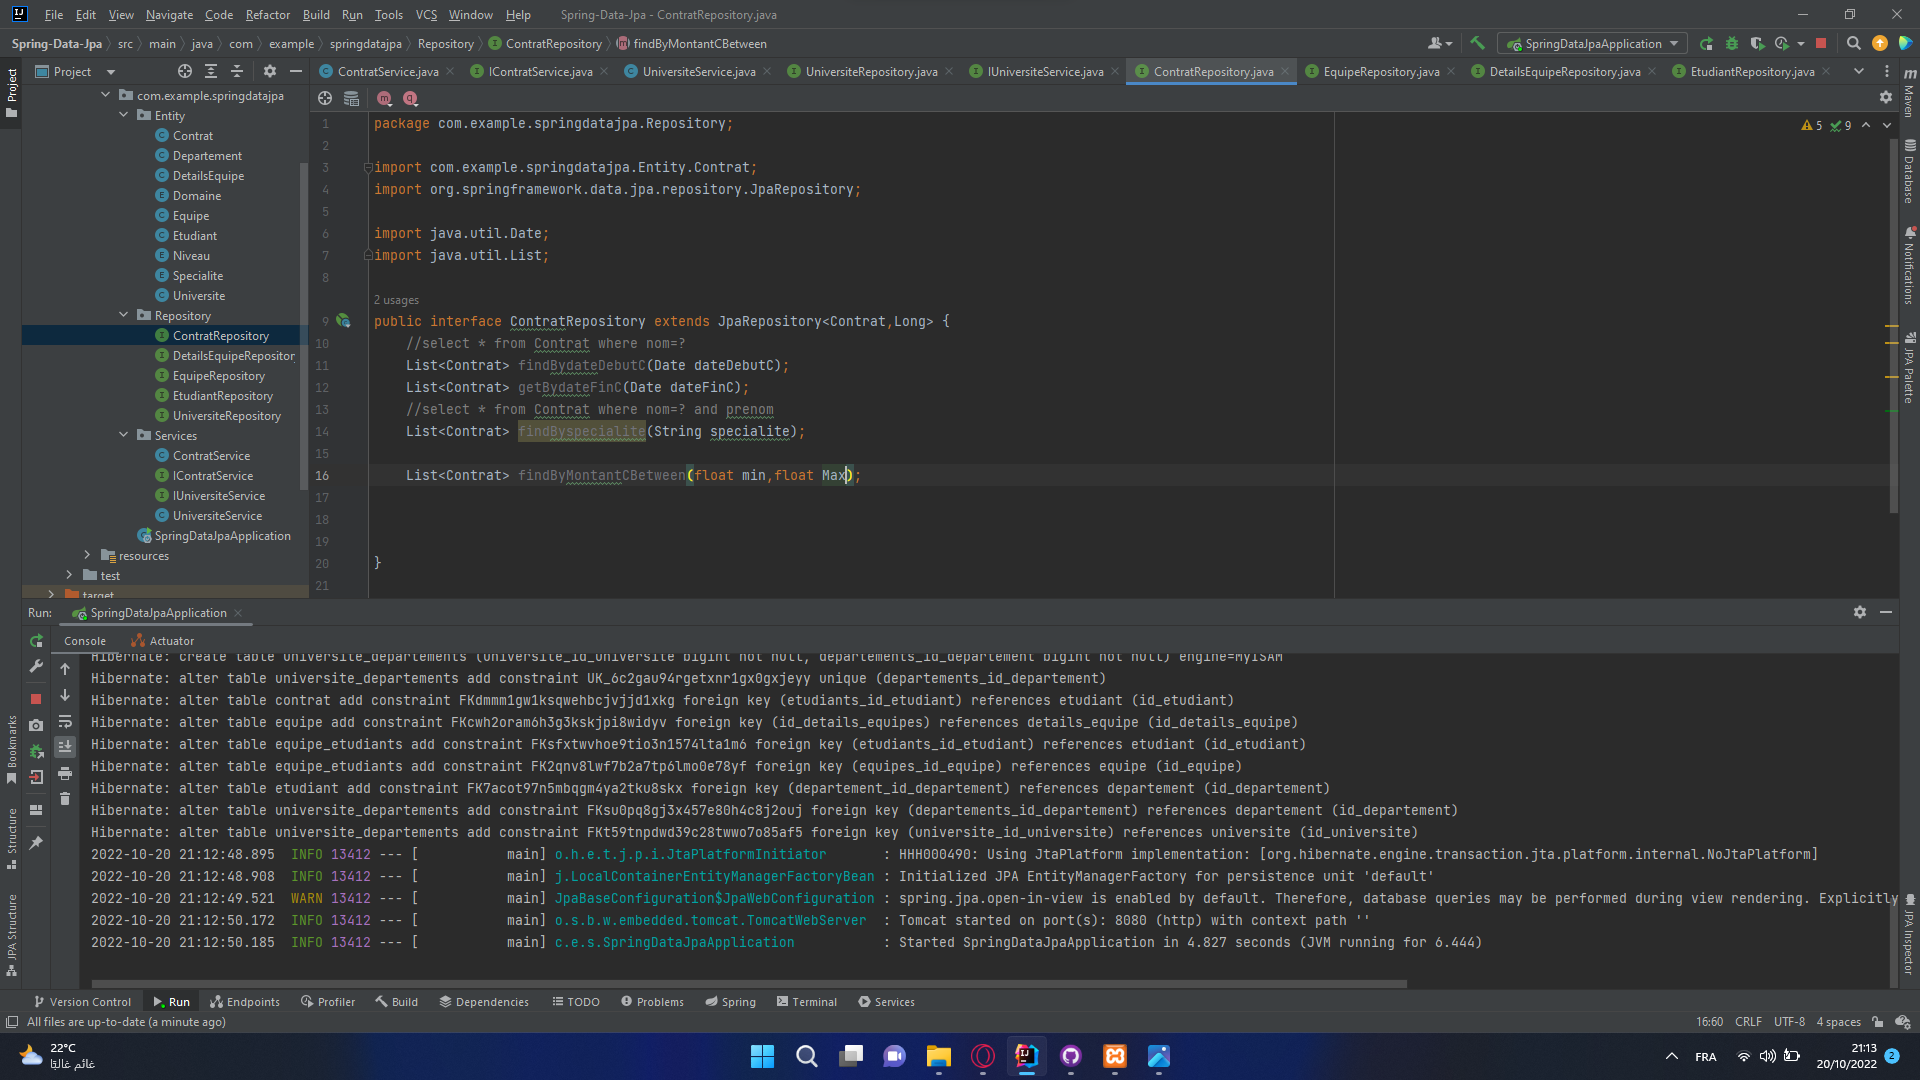 File Edit View Navigate Code Refactor Build Run Tools VCS Window Help Spring-Data-Jpa - ContratRepository.java
Spring-Data-Jpa src main java com example springdatajpa Repository ContratRepository findByMontantCBetween SpringDataJpaApplication
Project
Project
ContratService.java IContratService.java UniversiteService.java UniversiteRepository.java IUniversiteService.java ContratRepository.java EquipeRepository.java DetailsEquipeRepository.java EtudiantRepository.java
com.example.springdatajpa
Entity
Contrat
Departement
DetailsEquipe
Domaine
Equipe
Etudiant
Niveau
Specialite
Universite
Repository
ContratRepository
DetailsEquipeRepositor
EquipeRepository
EtudiantRepository
UniversiteRepository
Services
ContratService
IContratService
IUniversiteService
UniversiteService
SpringDataJpaApplication
resources
test
target
5 9
1 package com.example.springdatajpa.Repository;
2
3 import com.example.springdatajpa.Entity.Contrat;
4 import org.springframework.data.jpa.repository.JpaRepository;
5
6 import java.util.Date;
7 import java.util.List;
8
2 usages
9 public interface ContratRepository extends JpaRepository<Contrat,Long> {
10 //select * from Contrat where nom=?
11 List<Contrat> findBydateDebutC(Date dateDebutC);
12 List<Contrat> getBydateFinC(Date dateFinC);
13 //select * from Contrat where nom=? and prenom
14 List<Contrat> findByspecialite(String specialite);
15
16 List<Contrat> findByMontantCBetween(float min,float Max);
17
18
19
20 }
21
Maven
Database
Notifications
JPA Palette
JPA Inspector
Bookmarks
Structure
JPA Structure
Run: SpringDataJpaApplication
Console Actuator
Hibernate: create table universite_departements (universite_id_universite bigint not null, departements_id_departement bigint not null) engine=MyISAM
Hibernate: alter table universite_departements add constraint UK_6c2gau94rgetxnr1gx0gxjeyy unique (departements_id_departement)
Hibernate: alter table contrat add constraint FKdmmm1gw1ksqwehbcjvjjd1xkg foreign key (etudiants_id_etudiant) references etudiant (id_etudiant)
Hibernate: alter table equipe add constraint FKcwh2oram6h3g3kskjpi8widyv foreign key (id_details_equipes) references details_equipe (id_details_equipe)
Hibernate: alter table equipe_etudiants add constraint FKsfxtwvhoe9tio3n1574lta1m6 foreign key (etudiants_id_etudiant) references etudiant (id_etudiant)
Hibernate: alter table equipe_etudiants add constraint FK2qnv8lwf7b2a7tp6lmo0e78yf foreign key (equipes_id_equipe) references equipe (id_equipe)
Hibernate: alter table etudiant add constraint FK7acot97n5mbqgm4ya2tku8skx foreign key (departement_id_departement) references departement (id_departement)
Hibernate: alter table universite_departements add constraint FKsu0pq8gj3x457e80h4c8j2ouj foreign key (departements_id_departement) references departement (id_departement)
Hibernate: alter table universite_departements add constraint FKt59tnpdwd39c28twwo7o85af5 foreign key (universite_id_universite) references universite (id_universite)
2022-10-20 21:12:48.895 INFO 13412 --- [ main] o.h.e.t.j.p.i.JtaPlatformInitiator : HHH000490: Using JtaPlatform implementation: [org.hibernate.engine.transaction.jta.platform.internal.NoJtaPlatform]
2022-10-20 21:12:48.908 INFO 13412 --- [ main] j.LocalContainerEntityManagerFactoryBean : Initialized JPA EntityManagerFactory for persistence unit 'default'
2022-10-20 21:12:49.521 WARN 13412 --- [ main] JpaBaseConfiguration$JpaWebConfiguration : spring.jpa.open-in-view is enabled by default. Therefore, database queries may be performed during view rendering. Explicitly
2022-10-20 21:12:50.172 INFO 13412 --- [ main] o.s.b.w.embedded.tomcat.TomcatWebServer : Tomcat started on port(s): 8080 (http) with context path ''
2022-10-20 21:12:50.185 INFO 13412 --- [ main] c.e.s.SpringDataJpaApplication : Started SpringDataJpaApplication in 4.827 seconds (JVM running for 6.444)
Version Control Run Endpoints Profiler Build Dependencies TODO Problems Spring Terminal Services
All files are up-to-date (a minute ago) 16:60 CRLF UTF-8 4 spaces
22°C
غائم غالبًا
FRA
21:13
20/10/2022
2